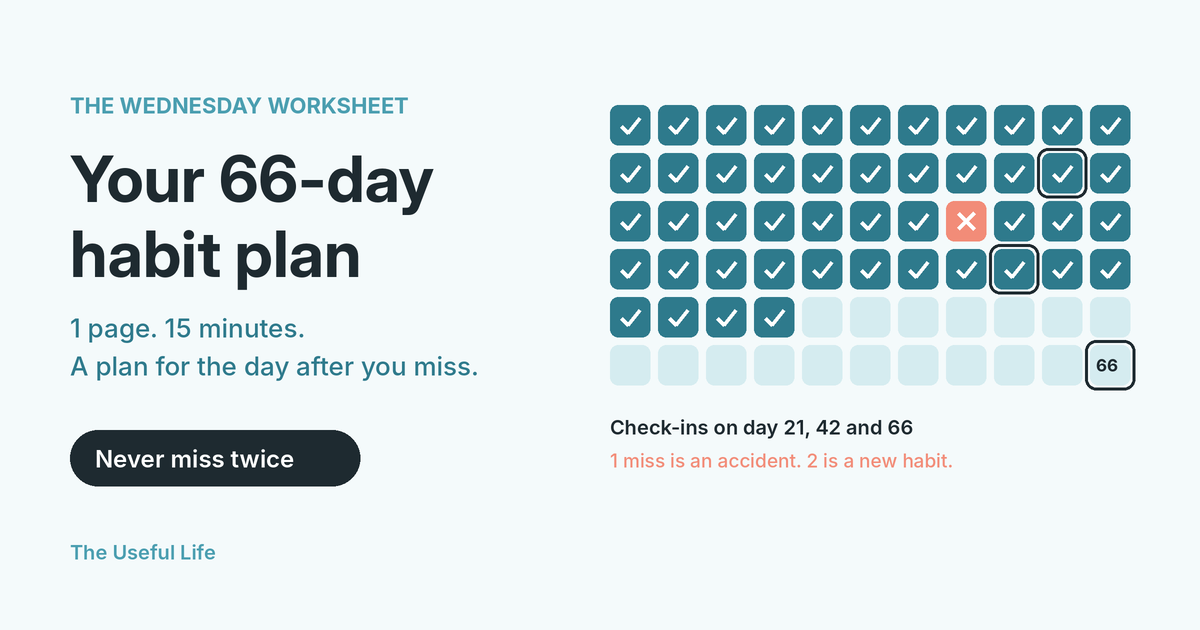 THE WEDNESDAY WORKSHEET
Your 66-day
habit plan
1 page. 15 minutes.
A plan for the day after you miss.
Never miss twice
The Useful Life
66
Check-ins on day 21, 42 and 66
1 miss is an accident. 2 is a new habit.